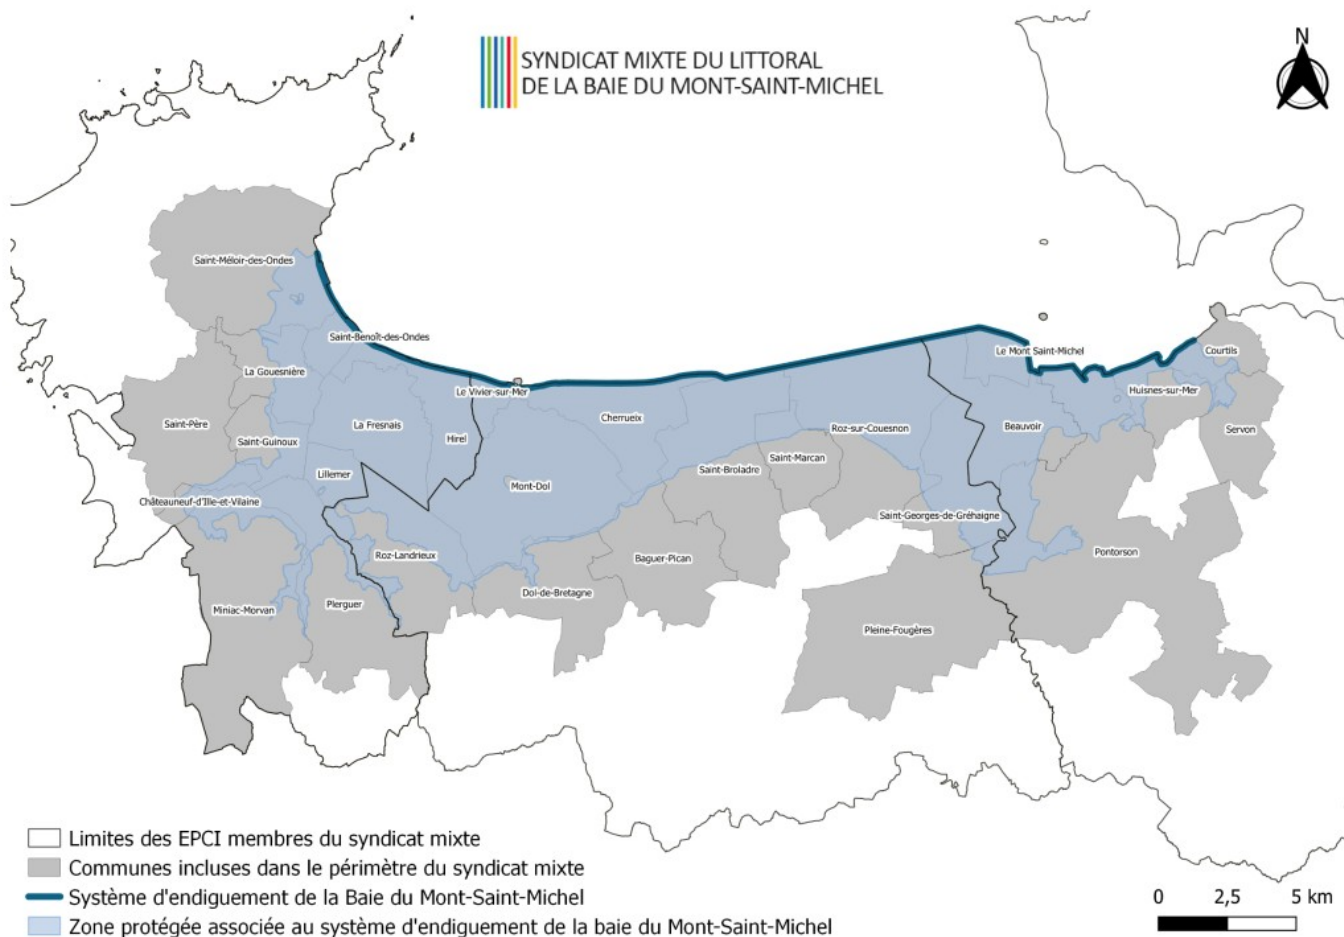 SYNDICAT MIXTE DU LITTORAL
DE LA BAIE DU MONT-SAINT-MICHEL
N
Saint-Méloir-des-Ondes
Saint-Benoît-des-Ondes
Le Mont Saint-Michel
Courtils
La Gouesnière
Le Vivier-sur-Mer
Huisnes-sur-Mer
Saint-Père
La Fresnais
Cherrueix
Beauvoir
Servon
Saint-Guinoux
Hirel
Roz-sur-Couesnon
Lillemer
Mont-Dol
Saint-Broladre
Saint-Marcan
Châteauneuf-d'Ille-et-Vilaine
Saint-Georges-de-Gréhaigne
Roz-Landrieux
Baguer-Pican
Pontorson
Dol-de-Bretagne
Miniac-Morvan
Plerguer
Pleine-Fougères
Limites des EPCI membres du syndicat mixte
Communes incluses dans le périmètre du syndicat mixte
Système d'endiguement de la Baie du Mont-Saint-Michel
Zone protégée associée au système d'endiguement de la baie du Mont-Saint-Michel
0 2,5 5 km